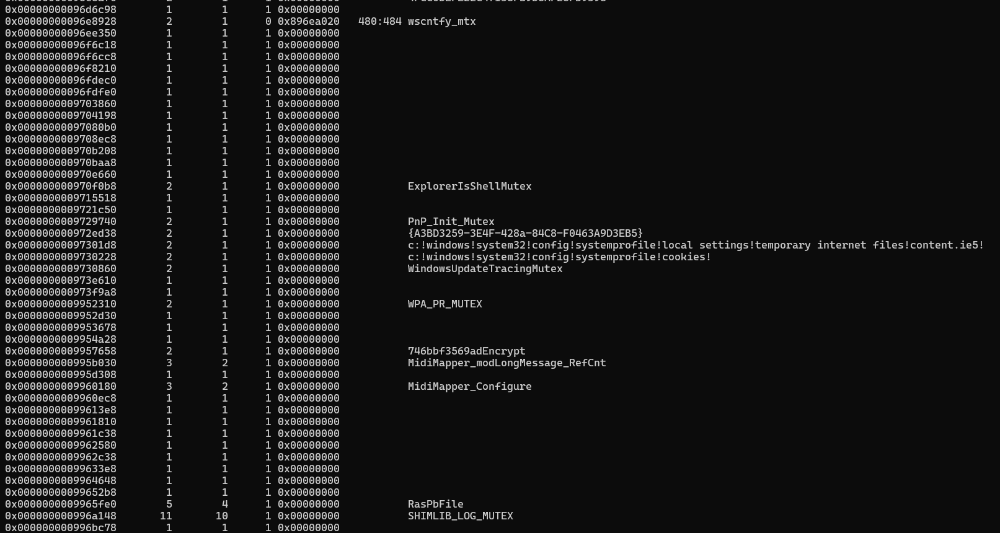 0x00000000096d6c98 1 1 1 0x00000000
0x00000000096e8928 2 1 0 0x896ea020 480:484 wscntfy_mtx
0x00000000096ee350 1 1 1 0x00000000
0x00000000096f6c18 1 1 1 0x00000000
0x00000000096f6cc8 1 1 1 0x00000000
0x00000000096f8210 1 1 1 0x00000000
0x00000000096fdec0 1 1 1 0x00000000
0x00000000096fdfe0 1 1 1 0x00000000
0x0000000009703860 1 1 1 0x00000000
0x0000000009704198 1 1 1 0x00000000
0x00000000097080b0 1 1 1 0x00000000
0x0000000009708ec8 1 1 1 0x00000000
0x000000000970b208 1 1 1 0x00000000
0x000000000970baa8 1 1 1 0x00000000
0x000000000970e660 1 1 1 0x00000000
0x000000000970f0b8 2 1 1 0x00000000 ExplorerIsShellMutex
0x0000000009715518 1 1 1 0x00000000
0x0000000009721c50 1 1 1 0x00000000
0x0000000009729740 2 1 1 0x00000000 PnP_Init_Mutex
0x000000000972ed38 2 1 1 0x00000000 {A3BD3259-3E4F-428a-84C8-F0463A9D3EB5}
0x00000000097301d8 2 1 1 0x00000000 c:!windows!system32!config!systemprofile!local settings!temporary internet files!content.ie5!
0x0000000009730228 2 1 1 0x00000000 c:!windows!system32!config!systemprofile!cookies!
0x0000000009730860 2 1 1 0x00000000 WindowsUpdateTracingMutex
0x000000000973e610 1 1 1 0x00000000
0x000000000973f9a8 1 1 1 0x00000000
0x0000000009952310 2 1 1 0x00000000 WPA_PR_MUTEX
0x0000000009952d30 1 1 1 0x00000000
0x0000000009953678 1 1 1 0x00000000
0x0000000009954a28 1 1 1 0x00000000
0x0000000009957658 2 1 1 0x00000000 746bbf3569adEncrypt
0x000000000995b030 3 2 1 0x00000000 MidiMapper_modLongMessage_RefCnt
0x000000000995d308 1 1 1 0x00000000
0x0000000009960180 3 2 1 0x00000000 MidiMapper_Configure
0x0000000009960ec8 1 1 1 0x00000000
0x00000000099613e8 1 1 1 0x00000000
0x0000000009961810 1 1 1 0x00000000
0x0000000009961c38 1 1 1 0x00000000
0x0000000009962580 1 1 1 0x00000000
0x0000000009962c38 1 1 1 0x00000000
0x00000000099633e8 1 1 1 0x00000000
0x0000000009964648 1 1 1 0x00000000
0x00000000099652b8 1 1 1 0x00000000
0x0000000009965fe0 5 4 1 0x00000000 RasPbFile
0x000000000996a148 11 10 1 0x00000000 SHIMLIB_LOG_MUTEX
0x000000000996bc78 1 1 1 0x00000000